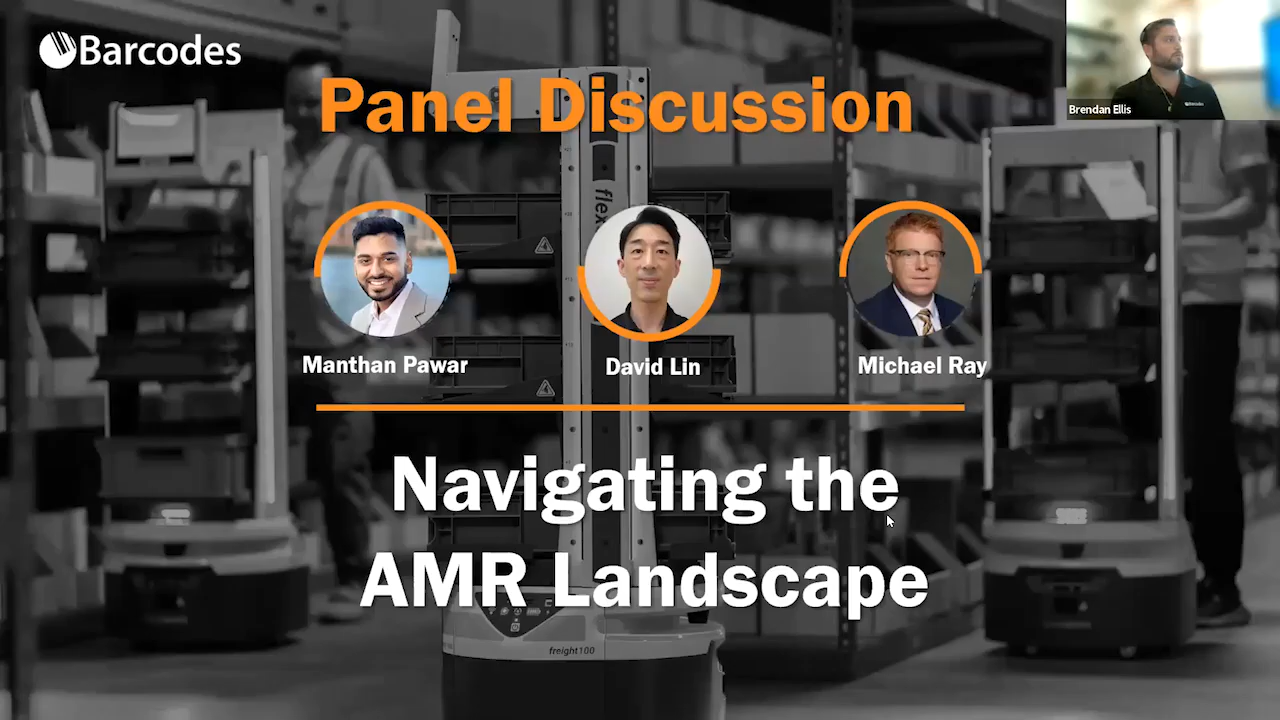 Barcodes
Panel Discussion
Brendan Ellis
flex
Manthan Pawar
David Lin
Michael Ray
Navigating the
AMR Landscape
freight100